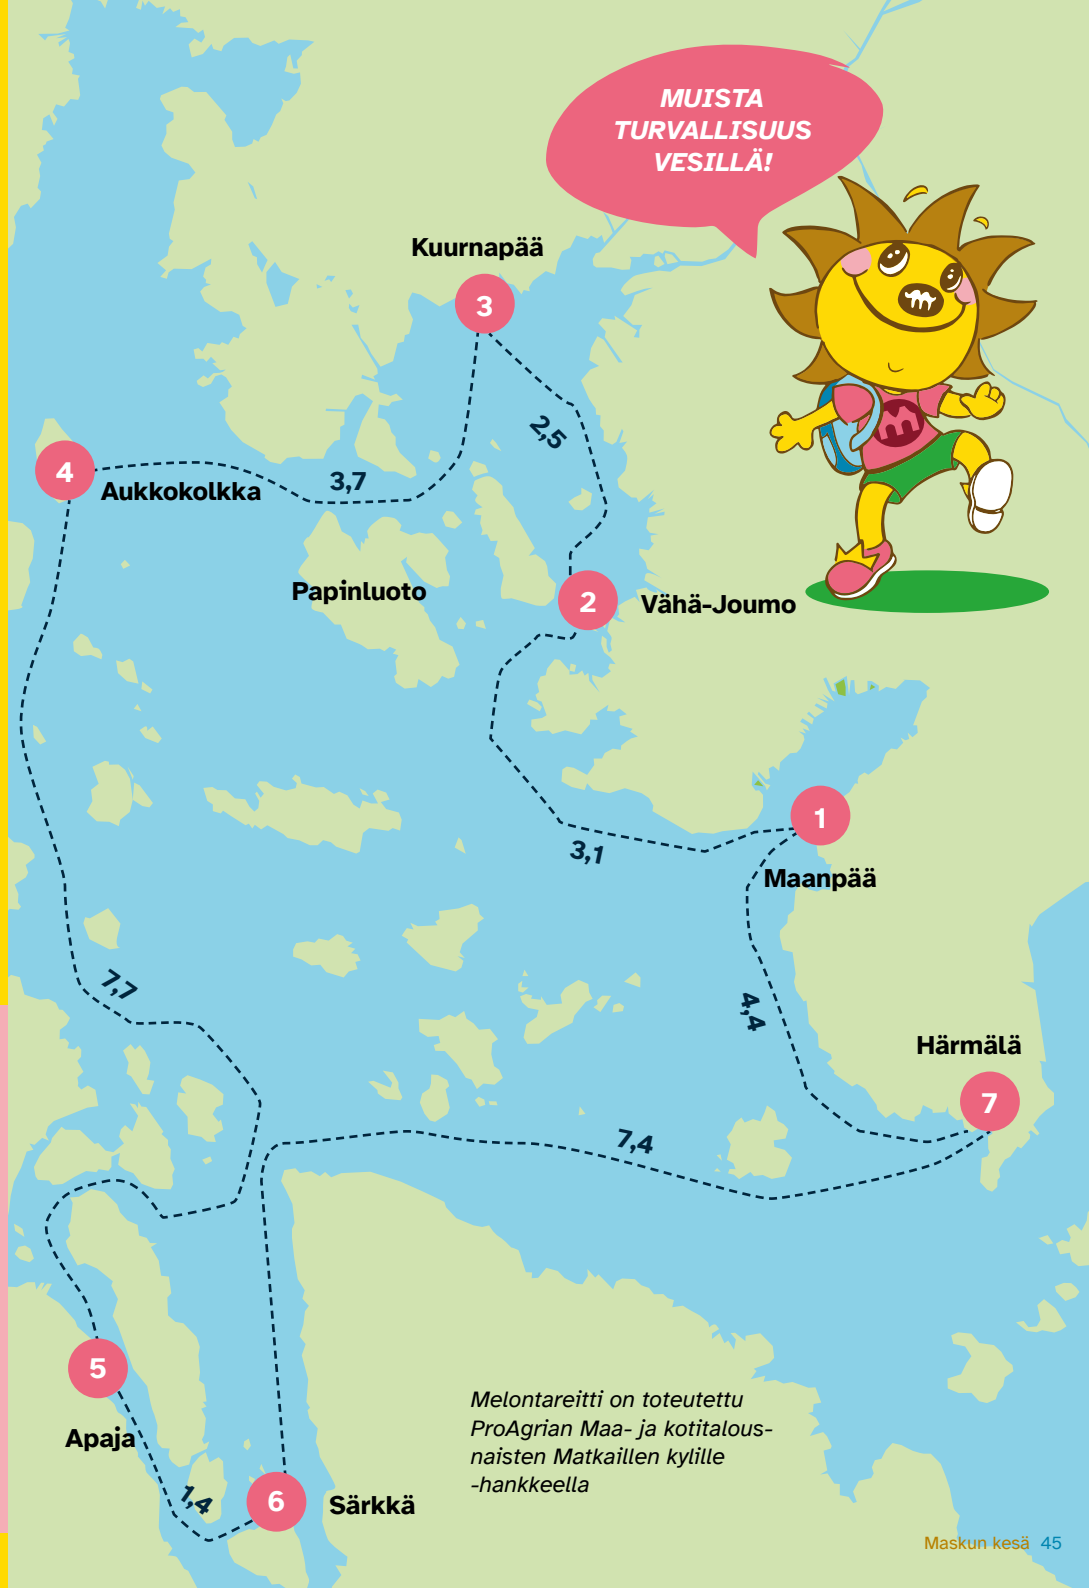 MUISTA
TURVALLISUUS
VESILLÄ!
Kuurnapää
3
2,5
4
Aukkokolkka
3,7
Papinluoto
2
Vähä-Joumo
1
3,1
Maanpää
7,7
4,4
Härmälä
7
7,4
5
Apaja
1,4
6
Särkkä
Melontareitti on toteutettu
ProAgrian Maa- ja kotitalous-
naisten Matkaillen kylille
-hankkeella
Maskun kesä 45